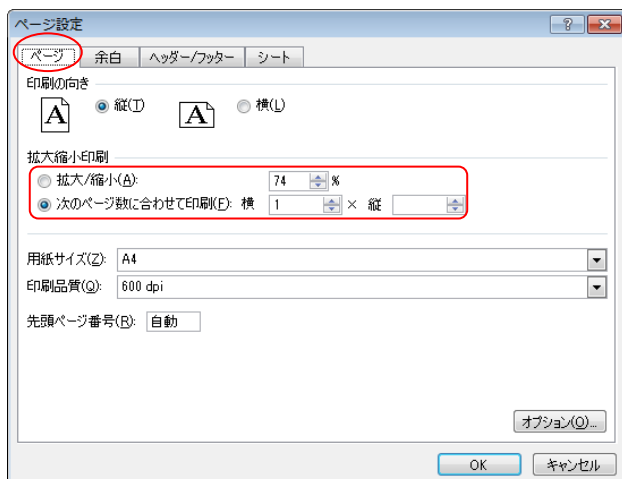 ページ設定
ページ 余白 ヘッダー/フッター シート
印刷の向き
A 縦(T) A 横(L)
拡大縮小印刷
拡大/縮小(A): 74 %
次のページ数に合わせて印刷(F): 横 1 × 縦
用紙サイズ(Z): A4
印刷品質(Q): 600 dpi
先頭ページ番号(R): 自動
オプション(O)...
OK キャンセル